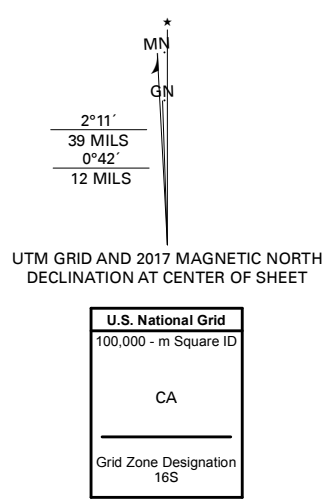 MN
GN
2°11´
39 MILS
0°42´
12 MILS
UTM GRID AND 2017 MAGNETIC NORTH
DECLINATION AT CENTER OF SHEET
U.S. National Grid
100,000 - m Square ID
CA
Grid Zone Designation
16S